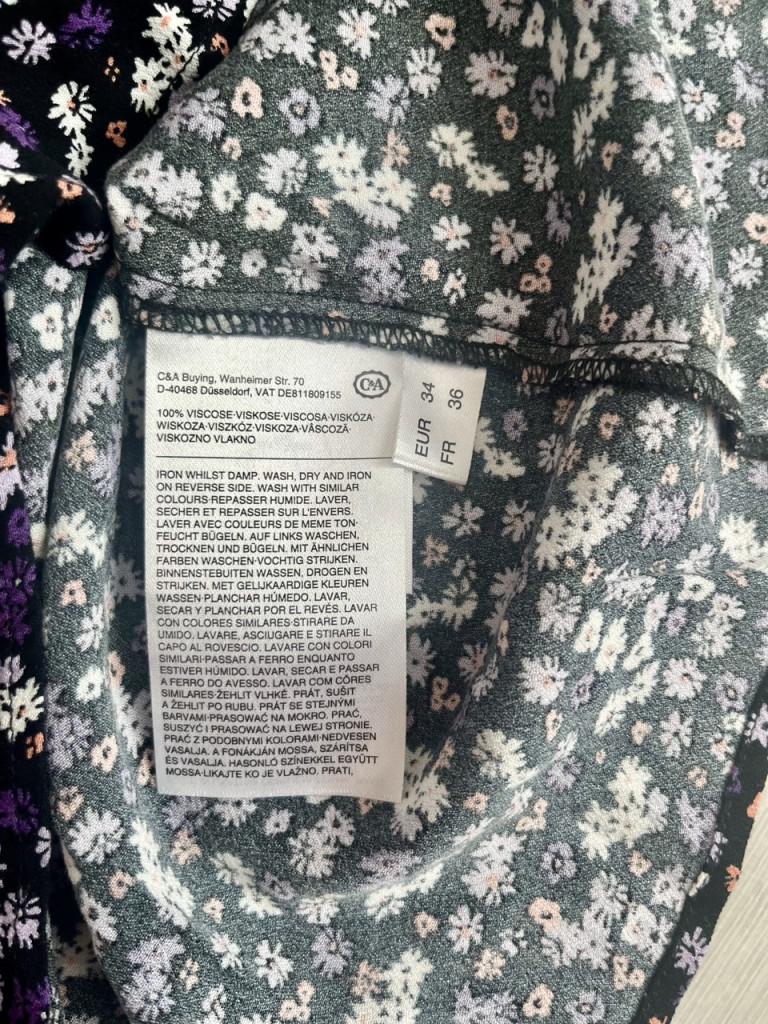 C&A Buying, Wanheimer Str. 70
D-40468 Düsseldorf, VAT DE811809155
C&A
100% VISCOSE·VISKOSE·VISCOSA·VISKÓZA·
WISKOZA·VISZKÓZ·VISKOZA·VÂSCOZĂ·
VISKOZNO VLAKNO
EUR 34
FR 36
IRON WHILST DAMP. WASH, DRY AND IRON
ON REVERSE SIDE. WASH WITH SIMILAR
COLOURS·REPASSER HUMIDE. LAVER,
SECHER ET REPASSER SUR L'ENVERS.
LAVER AVEC COULEURS DE MEME TON·
FEUCHT BÜGELN. AUF LINKS WASCHEN,
TROCKNEN UND BÜGELN. MIT ÄHNLICHEN
FARBEN WASCHEN·VOCHTIG STRIJKEN.
BINNENSTEBUITEN WASSEN, DROGEN EN
STRIJKEN. MET GELIJKAARDIGE KLEUREN
WASSEN·PLANCHAR HÚMEDO. LAVAR,
SECAR Y PLANCHAR POR EL REVÉS. LAVAR
CON COLORES SIMILARES·STIRARE DA
UMIDO. LAVARE, ASCIUGARE E STIRARE IL
CAPO AL ROVESCIO. LAVARE CON COLORI
SIMILARI·PASSAR A FERRO ENQUANTO
ESTIVER HÚMIDO. LAVAR, SECAR E PASSAR
A FERRO DO AVESSO. LAVAR COM CÔRES
SIMILARES·ŽEHLIT VLHKÉ. PRÁT, SUŠIT
A ŽEHLIT PO RUBU. PRÁT SE STEJNÝMI
BARVAMI·PRASOWAĆ NA MOKRO. PRAĆ,
SUSZYĆ I PRASOWAĆ NA LEWEJ STRONIE.
PRAĆ Z PODOBNYMI KOLORAMI·NEDVESEN
VASALJA. A FONÁKJÁN MOSSA, SZÁRÍTSA
ÉS VASALJA. HASONLÓ SZÍNEKKEL EGYÜTT
MOSSA·LIKAJTE KO JE VLAŽNO. PRATI,